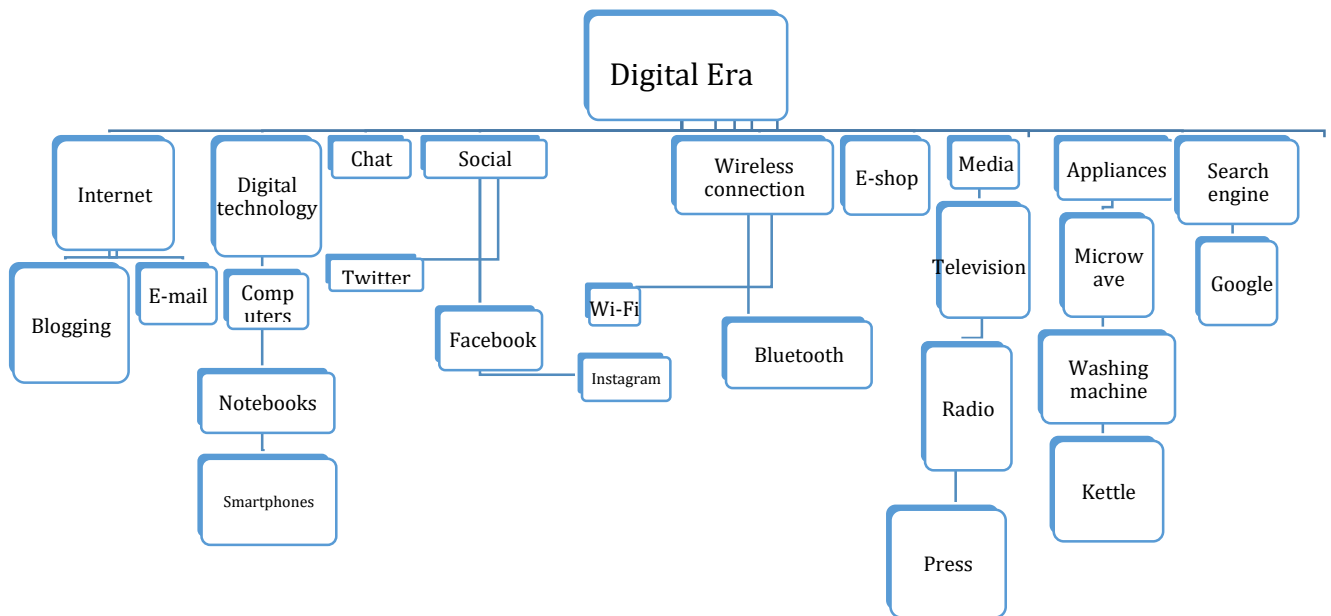 Digital Era
Internet
Digital
technology
Chat
Social
Wireless
connection
E-shop
Media
Appliances
Search
engine
Blogging
E-mail
Comp
uters
Notebooks
Smartphones
Twitter
Facebook
Instagram
Wi-Fi
Bluetooth
Television
Radio
Press
Microw
ave
Washing
machine
Kettle
Google